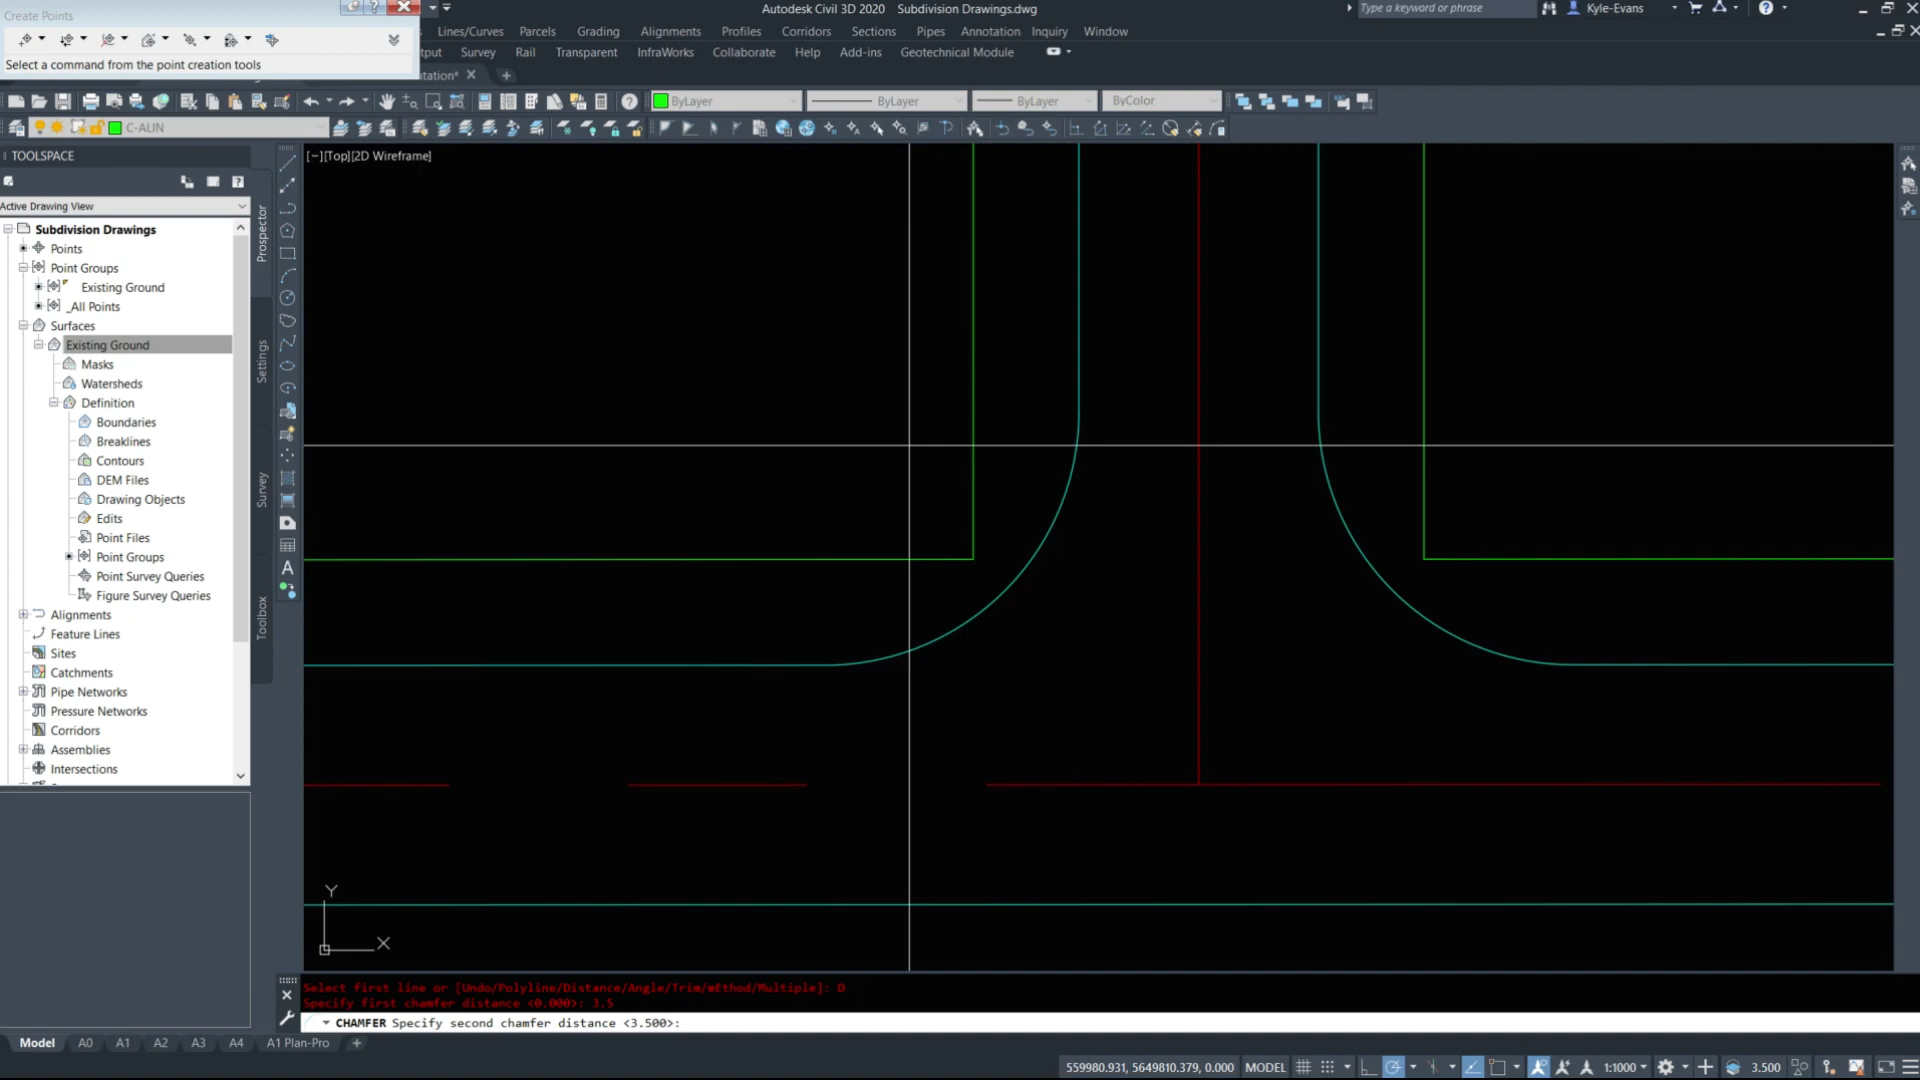 Create Points
Select a command from the point creation tools
Autodesk Civil 3D 2020 Subdivision Drawings.dwg
Type a keyword or phrase
Kyle-Evans
Lines/Curves Parcels Grading Alignments Profiles Corridors Sections Pipes Annotation Inquiry Window
tput Survey Rail Transparent InfraWorks Collaborate Help Add-ins Geotechnical Module
tation*
ByLayer ByLayer ByLayer ByColor
C-ALIN
TOOLSPACE
[−][Top][2D Wireframe]
Active Drawing View
Subdivision Drawings
Points
Point Groups
Existing Ground
_All Points
Surfaces
Existing Ground
Masks
Watersheds
Definition
Boundaries
Breaklines
Contours
DEM Files
Drawing Objects
Edits
Point Files
Point Groups
Point Survey Queries
Figure Survey Queries
Alignments
Feature Lines
Sites
Catchments
Pipe Networks
Pressure Networks
Corridors
Assemblies
Intersections
Prospector
Settings
Survey
Toolbox
Y
X
Select first line or [Undo/Polyline/Distance/Angle/Trim/mEthod/Multiple]: D
Specify first chamfer distance <0.000>: 3.5
CHAMFER Specify second chamfer distance <3.500>:
Model A0 A1 A2 A3 A4 A1 Plan-Pro
559980.931, 5649810.379, 0.000 MODEL 1:1000 3.500